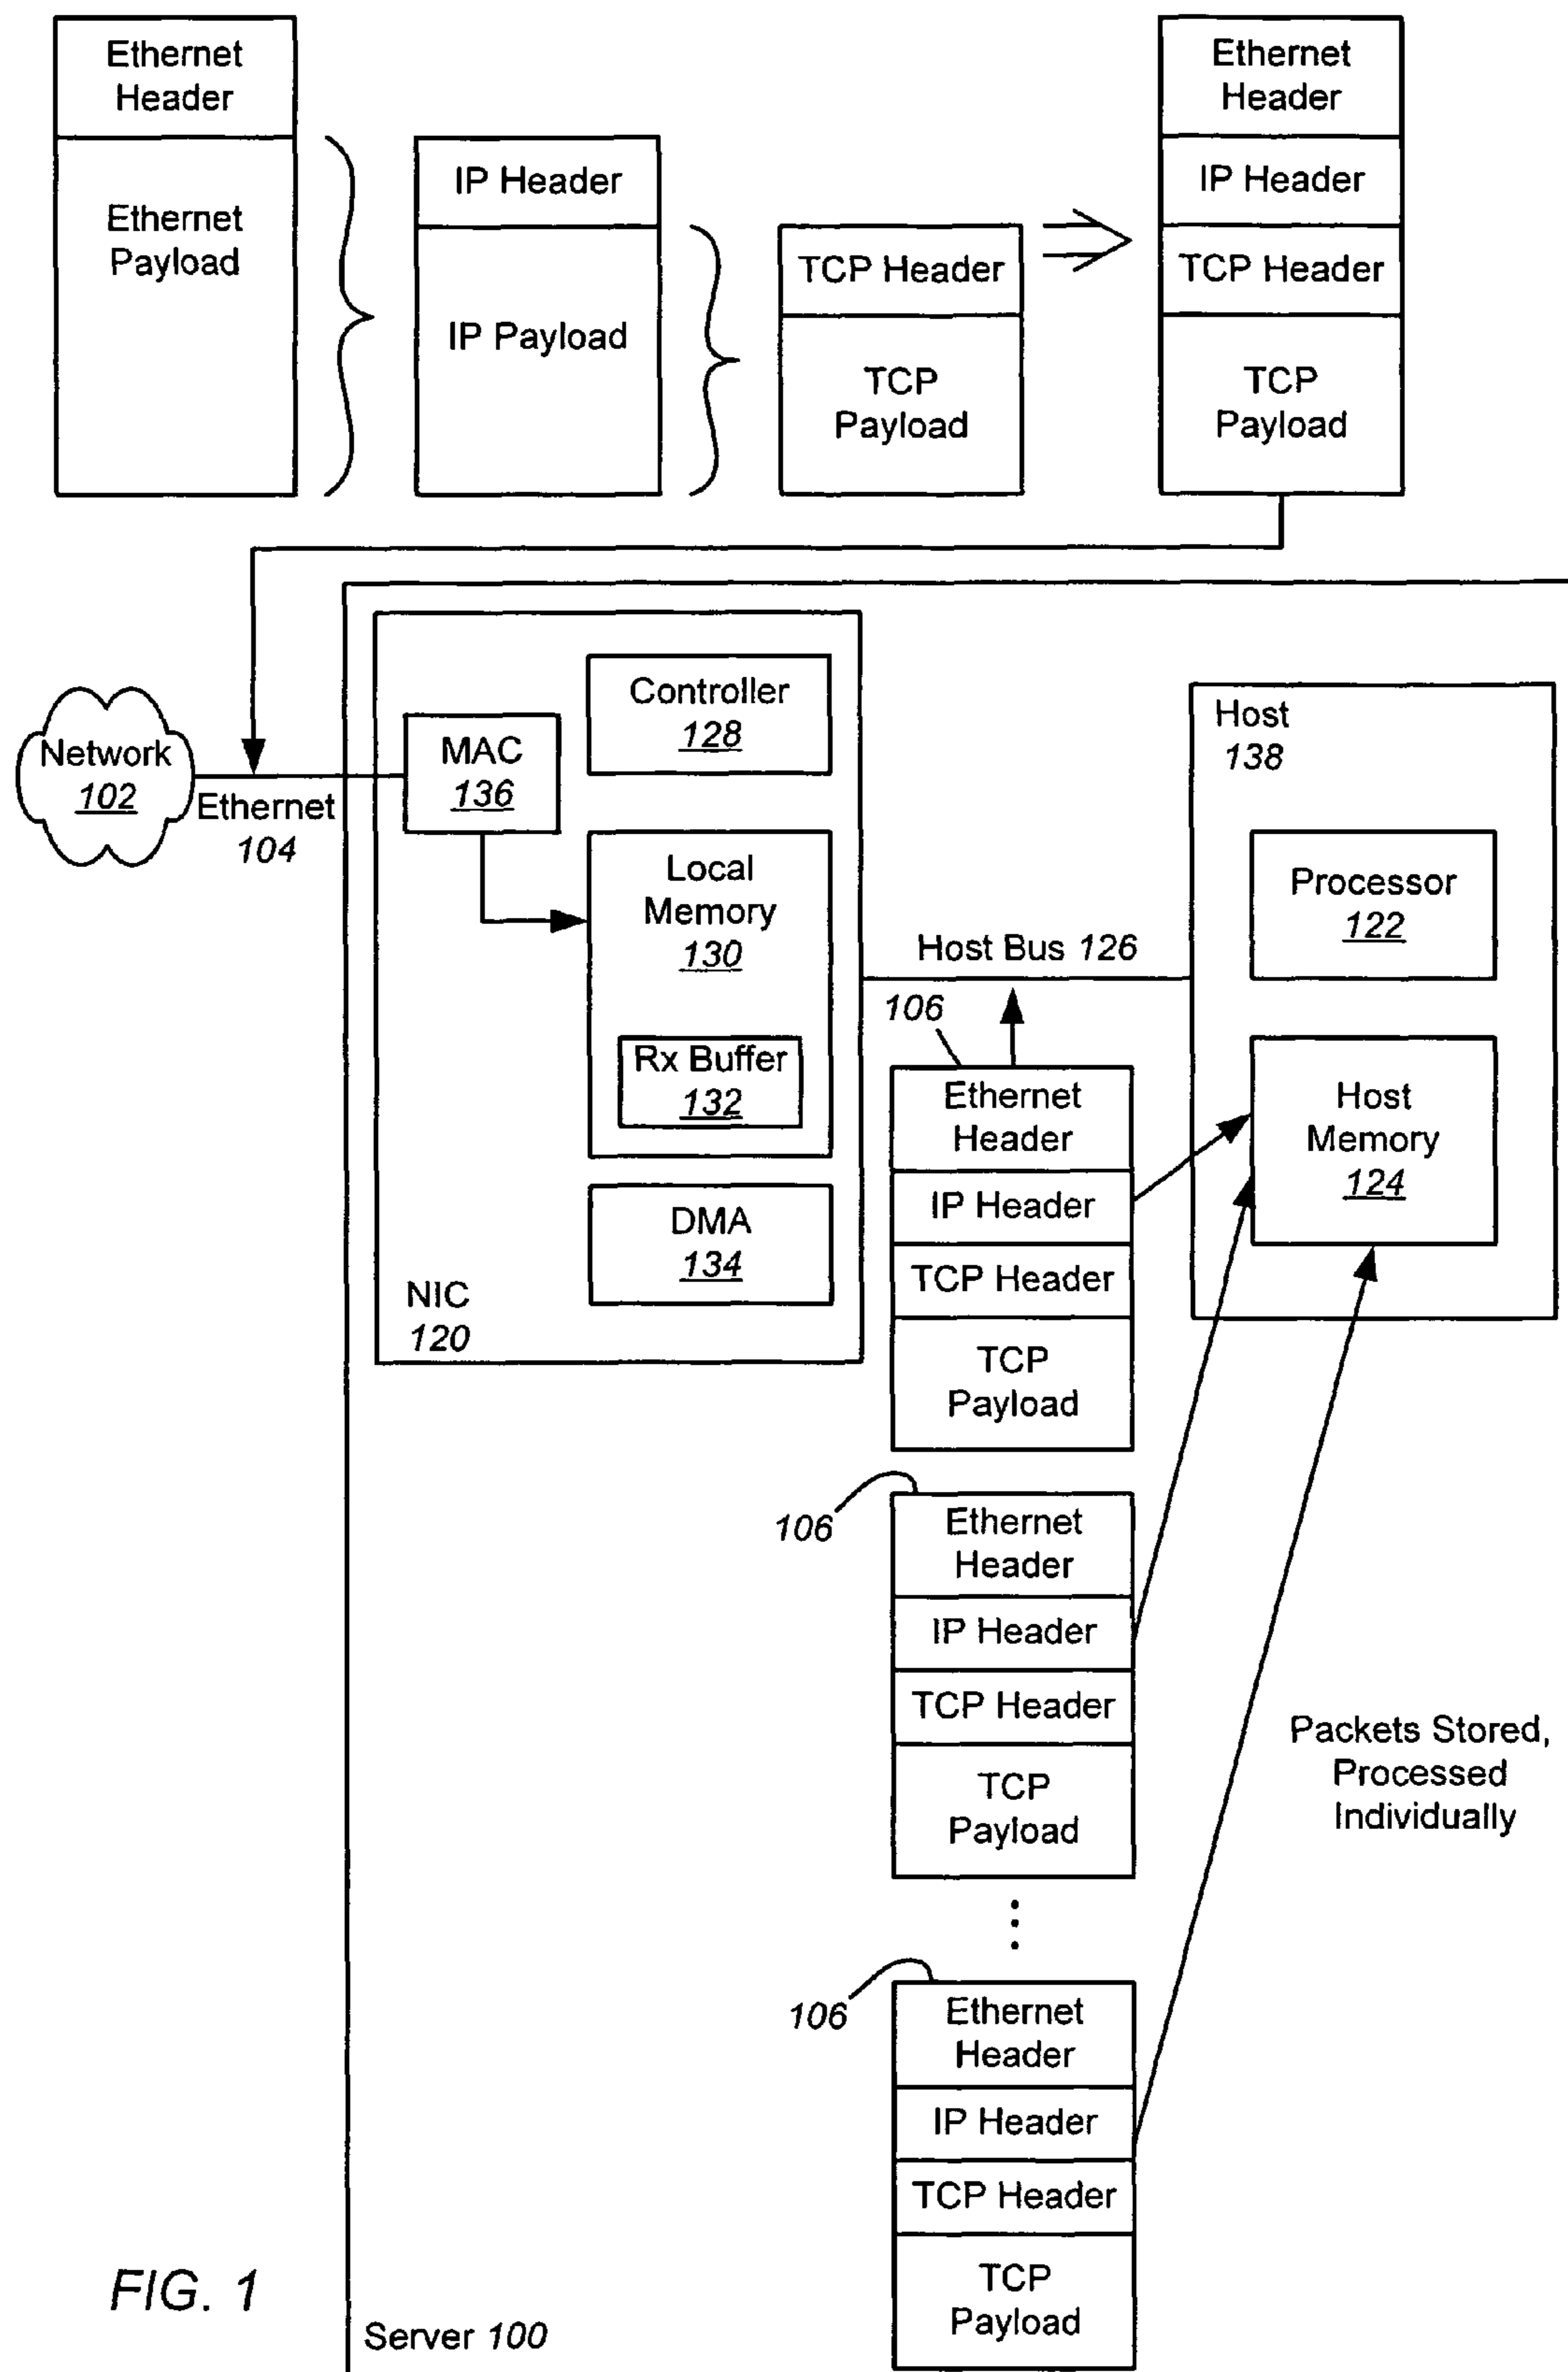 Ethernet
Header
Ethernet
Payload
IP Header
IP Payload
TCP Header
TCP
Payload
Ethernet
Header
IP Header
TCP Header
TCP
Payload
Network
102
Ethernet
104
MAC
136
Controller
128
Local
Memory
130
Rx Buffer
132
DMA
134
NIC
120
Host Bus 126
Host
138
Processor
122
Host
Memory
124
106
Ethernet
Header
IP Header
TCP Header
TCP
Payload
106
Ethernet
Header
IP Header
TCP Header
TCP
Payload
Packets Stored,
Processed
Individually
106
Ethernet
Header
IP Header
TCP Header
TCP
Payload
FIG. 1
Server 100